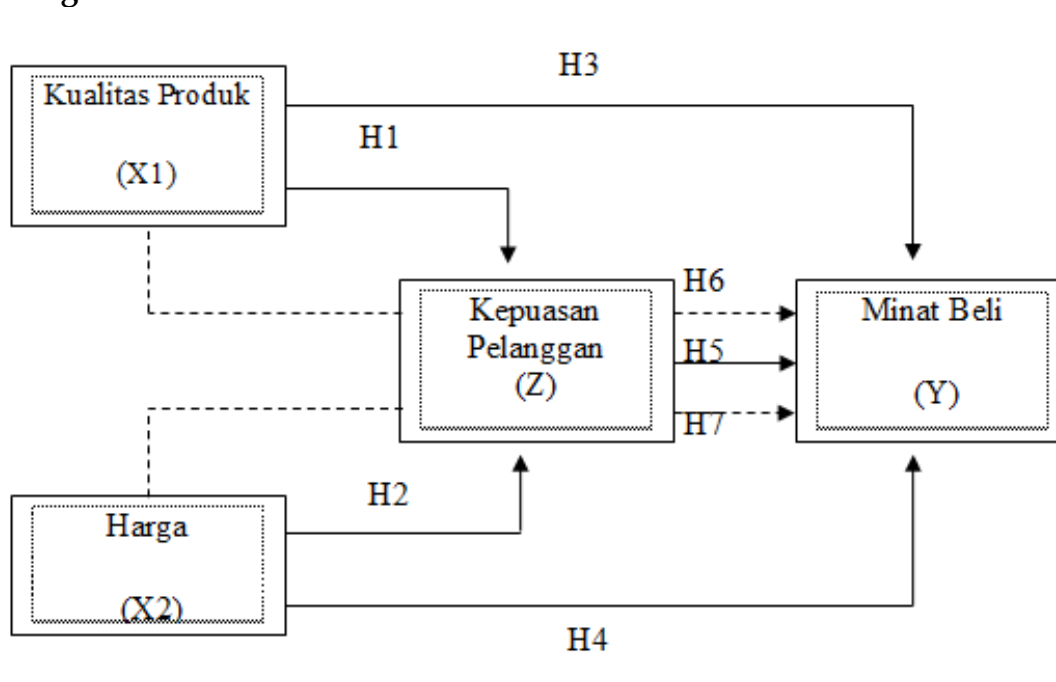 H3
Kualitas Produk
(X1)
H1
Kepuasan
Pelanggan
(Z)
H6
H5
H7
Minat Beli
(Y)
H2
Harga
(X2)
H4